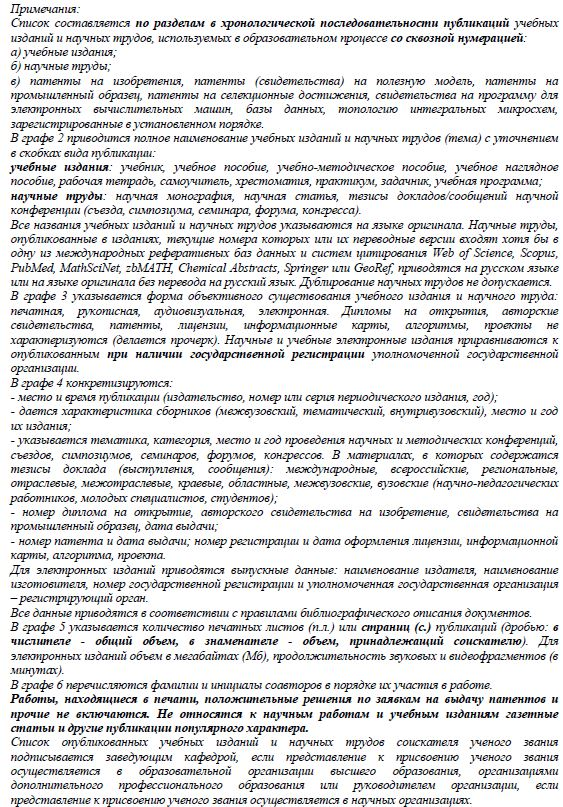 Примечания:
Список составляется по разделам в хронологической последовательности публикаций учебных
изданий и научных трудов, используемых в образовательном процессе со сквозной нумерацией:
а) учебные издания;
б) научные труды;
в) патенты на изобретения, патенты (свидетельства) на полезную модель, патенты на
промышленный образец, патенты на селекционные достижения, свидетельства на программу для
электронных вычислительных машин, базы данных, топологию интегральных микросхем,
зарегистрированные в установленном порядке.
В графе 2 приводится полное наименование учебных изданий и научных трудов (тема) с уточнением
в скобках вида публикации:
учебные издания: учебник, учебное пособие, учебно-методическое пособие, учебное наглядное
пособие, рабочая тетрадь, самоучитель, хрестоматия, практикум, задачник, учебная программа;
научные труды: научная монография, научная статья, тезисы докладов/сообщений научной
конференции (съезда, симпозиума, семинара, форума, конгресса).
Все названия учебных изданий и научных трудов указываются на языке оригинала. Научные труды,
опубликованные в изданиях, текущие номера которых или их переводные версии входят хотя бы в
одну из международных реферативных баз данных и систем цитирования Web of Science, Scopus,
PubMed, MathSciNet, zbMATH, Chemical Abstracts, Springer или GeoRef, приводятся на русском языке
или на языке оригинала без перевода на русский язык. Дублирование научных трудов не допускается.
В графе 3 указывается форма объективного существования учебного издания и научного труда:
печатная, рукописная, аудиовизуальная, электронная. Дипломы на открытия, авторские
свидетельства, патенты, лицензии, информационные карты, алгоритмы, проекты не
характеризуются (делается прочерк). Научные и учебные электронные издания приравниваются к
опубликованным при наличии государственной регистрации уполномоченной государственной
организации.
В графе 4 конкретизируются:
- место и время публикации (издательство, номер или серия периодического издания, год);
- дается характеристика сборников (межвузовский, тематический, внутривузовский), место и год
их издания;
- указывается тематика, категория, место и год проведения научных и методических конференций,
съездов, симпозиумов, семинаров, форумов, конгрессов. В материалах, в которых содержатся
тезисы доклада (выступления, сообщения): международные, всероссийские, региональные,
отраслевые, межотраслевые, краевые, областные, межвузовские, вузовские (научно-педагогических
работников, молодых специалистов, студентов);
- номер диплома на открытие, авторского свидетельства на изобретение, свидетельства на
промышленный образец, дата выдачи;
- номер патента и дата выдачи; номер регистрации и дата оформления лицензии, информационной
карты, алгоритма, проекта.
Для электронных изданий приводятся выпускные данные: наименование издателя, наименование
изготовителя, номер государственной регистрации и уполномоченная государственная организация
– регистрирующий орган.
Все данные приводятся в соответствии с правилами библиографического описания документов.
В графе 5 указывается количество печатных листов (п.л.) или страниц (с.) публикаций (дробью: в
числителе - общий объем, в знаменателе - объем, принадлежащий соискателю). Для
электронных изданий объем в мегабайтах (Мб), продолжительность звуковых и видеофрагментов (в
минутах).
В графе 6 перечисляются фамилии и инициалы соавторов в порядке их участия в работе.
Работы, находящиеся в печати, положительные решения по заявкам на выдачу патентов и
прочие не включаются. Не относятся к научным работам и учебным изданиям газетные
статьи и другие публикации популярного характера.
Список опубликованных учебных изданий и научных трудов соискателя ученого звания
подписывается заведующим кафедрой, если представление к присвоению ученого звания
осуществляется в образовательной организации высшего образования, организациями
дополнительного профессионального образования или руководителем организации, если
представление к присвоению ученого звания осуществляется в научных организациях.